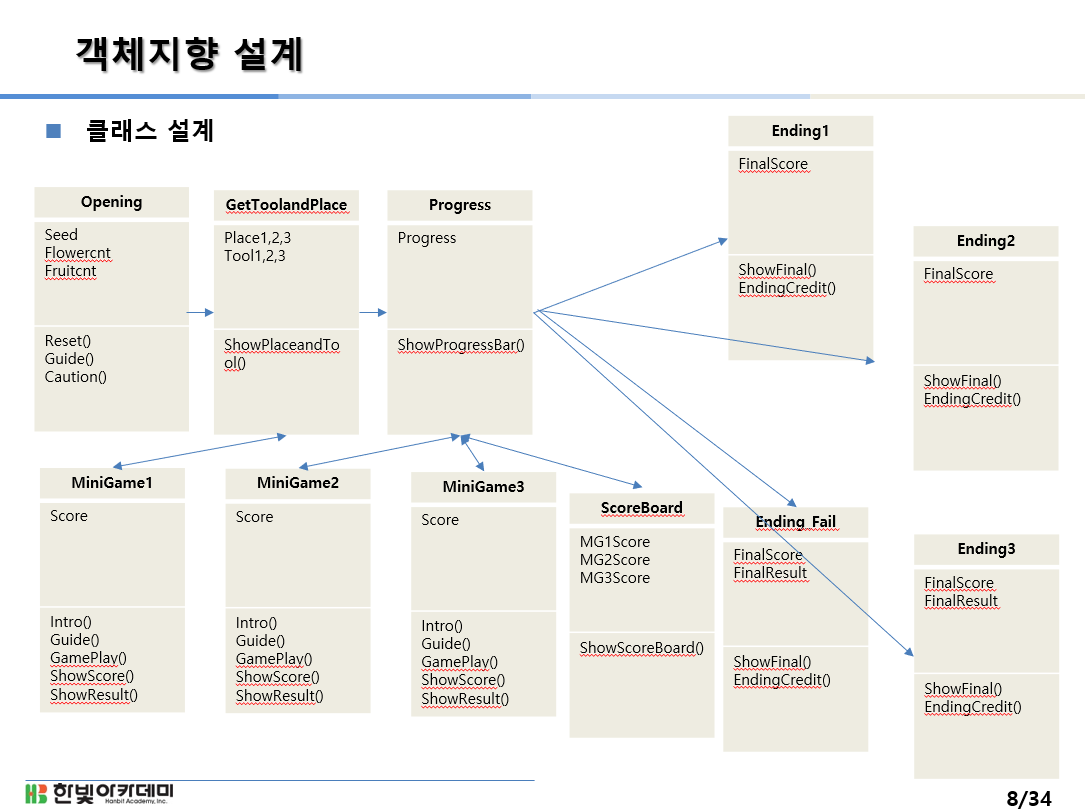 객체지향 설계
클래스 설계
Opening
Seed
Flowercnt
Fruitcnt
Reset()
Guide()
Caution()
GetToolandPlace
Place1,2,3
Tool1,2,3
ShowPlaceandTo
ol()
Progress
Progress
ShowProgressBar()
Ending1
FinalScore
ShowFinal()
EndingCredit()
Ending2
FinalScore
ShowFinal()
EndingCredit()
MiniGame1
Score
Intro()
Guide()
GamePlay()
ShowScore()
ShowResult()
MiniGame2
Score
Intro()
Guide()
GamePlay()
ShowScore()
ShowResult()
MiniGame3
Score
Intro()
Guide()
GamePlay()
ShowScore()
ShowResult()
ScoreBoard
MG1Score
MG2Score
MG3Score
ShowScoreBoard()
Ending_Fail
FinalScore
FinalResult
ShowFinal()
EndingCredit()
Ending3
FinalScore
FinalResult
ShowFinal()
EndingCredit()
한빛아카데미
Hanbit Academy, Inc.
8/34